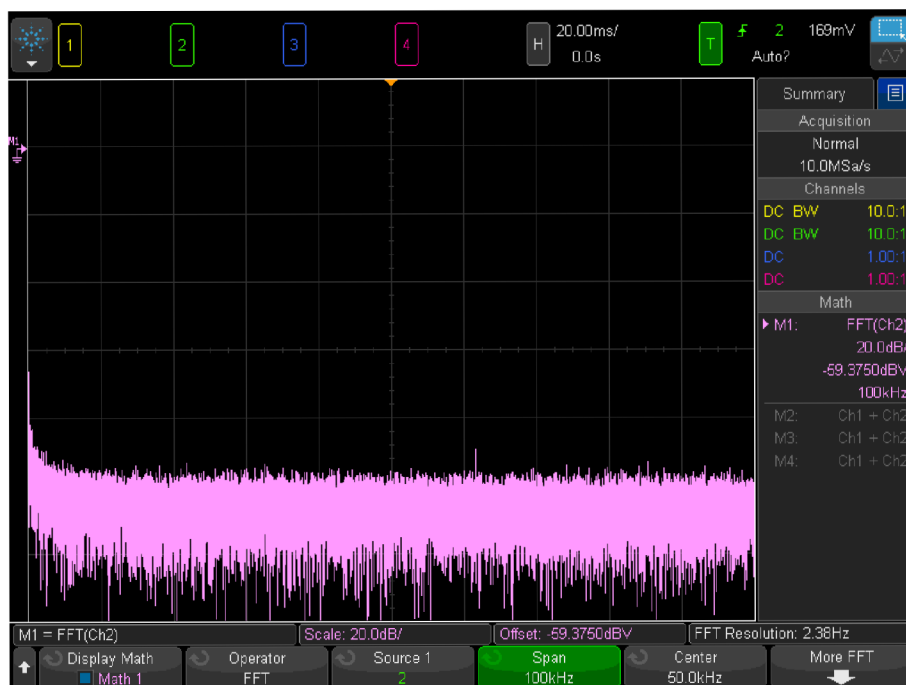 1 2 3 4 H 20.00ms/ 0.0s T 2 169mV Auto?
Summary
Acquisition
Normal
10.0MSa/s
Channels
DC BW 10.0:1
DC BW 10.0:1
DC 1.00:1
DC 1.00:1
Math
M1: FFT(Ch2)
20.0dB/
-59.3750dBV
100kHz
M2: Ch1 + Ch2
M3: Ch1 + Ch2
M4: Ch1 + Ch2
M1
M1 = FFT(Ch2) Scale: 20.0dB/ Offset: -59.3750dBV FFT Resolution: 2.38Hz
Display Math Operator Source 1 Span Center More FFT
Math 1 FFT 2 100kHz 50.0kHz